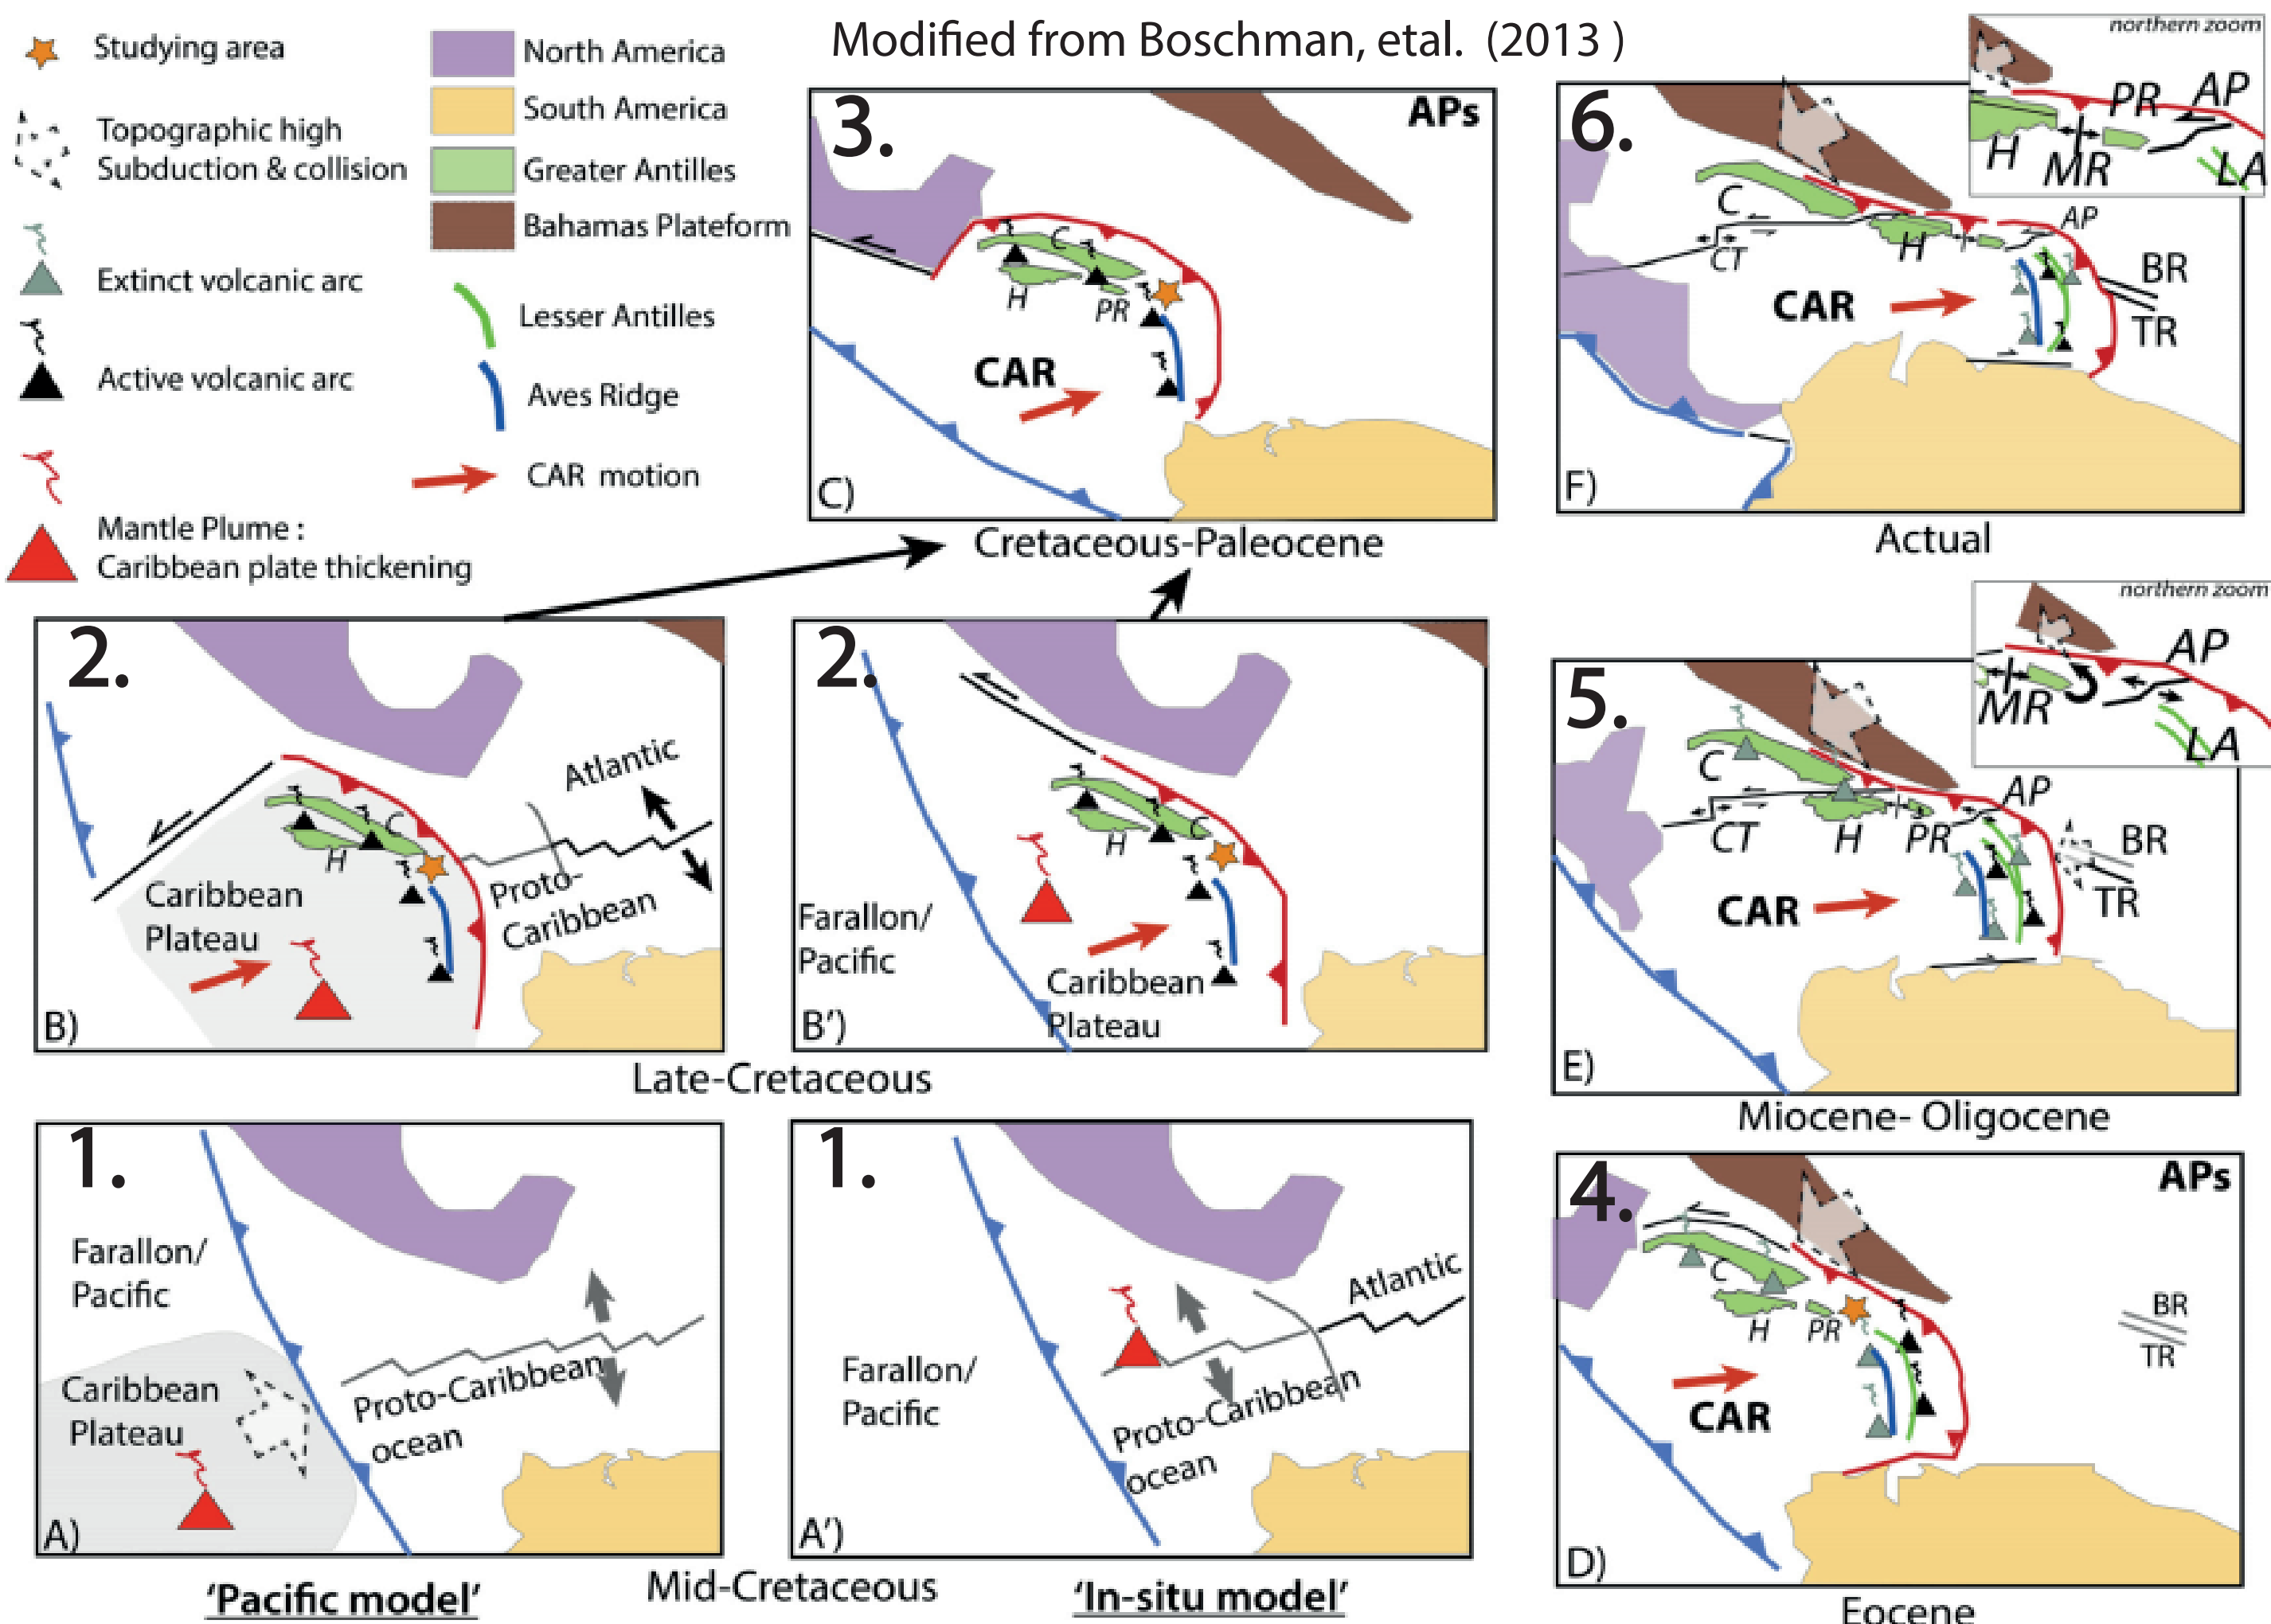 Modified from Boschman, etal. (2013 )
Studying area
Topographic high
Subduction & collision
Extinct volcanic arc
Active volcanic arc
Mantle Plume :
Caribbean plate thickening
North America
South America
Greater Antilles
Bahamas Plateform
Lesser Antilles
Aves Ridge
CAR motion
3.
APs
C
H
PR
CAR
C)
Cretaceous-Paleocene
6.
northern zoom
PR
AP
H
MR
LA
C
AP
CT
H
BR
CAR
TR
F)
Actual
2.
Atlantic
C
H
Proto-
Caribbean
Caribbean
Plateau
B)
2.
C
H
Farallon/
Pacific
Caribbean
Plateau
B')
Late-Cretaceous
5.
northern zoom
AP
MR
LA
C
AP
CT
H
PR
BR
TR
CAR
E)
Miocene- Oligocene
1.
Farallon/
Pacific
Caribbean
Plateau
Proto-Caribbean
ocean
A)
1.
Atlantic
Farallon/
Pacific
Proto-Caribbean
ocean
A')
Mid-Cretaceous
'Pacific model'
'In-situ model'
4.
APs
C
H
PR
BR
TR
CAR
D)
Eocene